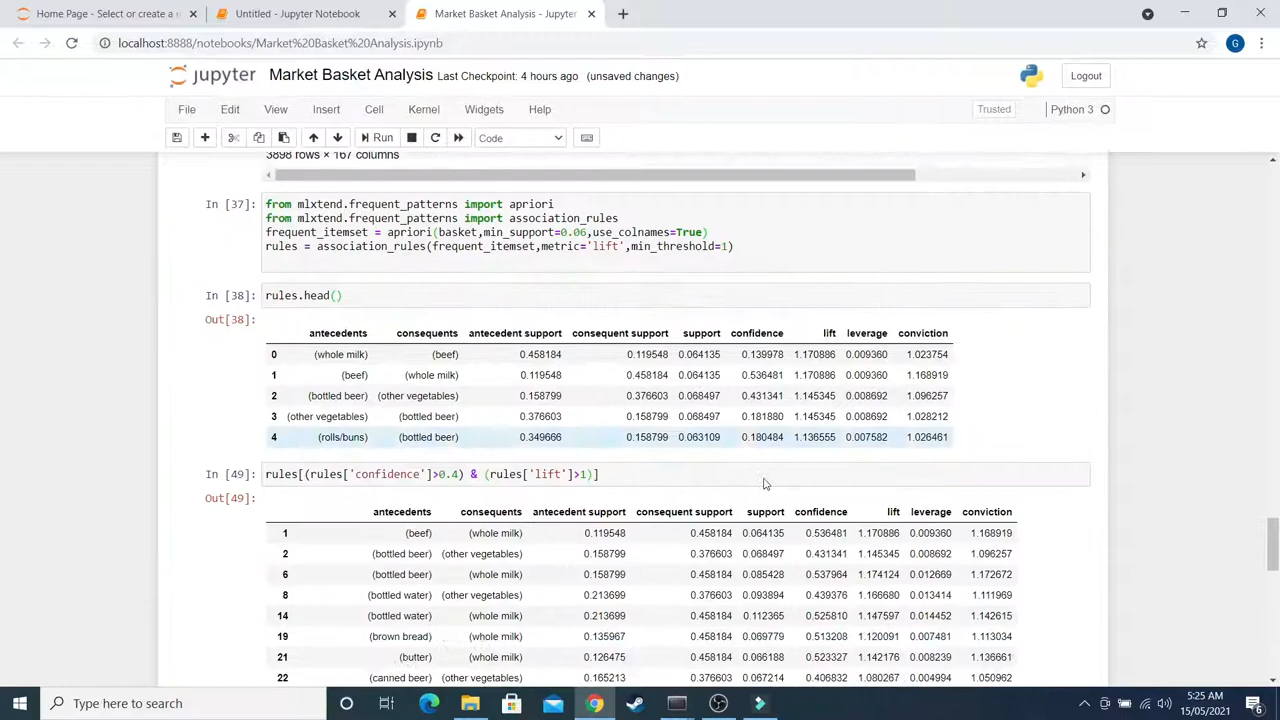 Home Page - Select or create a n
Untitled - Jupyter Notebook
Market Basket Analysis - Jupyter
localhost:8888/notebooks/Market%20Basket%20Analysis.ipynb
G
jupyter Market Basket Analysis Last Checkpoint: 4 hours ago (unsaved changes)
Logout
File Edit View Insert Cell Kernel Widgets Help
Trusted Python 3
Run Code
3898 rows × 167 columns
In [37]: from mlxtend.frequent_patterns import apriori
from mlxtend.frequent_patterns import association_rules
frequent_itemset = apriori(basket,min_support=0.06,use_colnames=True)
rules = association_rules(frequent_itemset,metric='lift',min_threshold=1)
In [38]: rules.head()
Out[38]:
antecedents consequents antecedent support consequent support support confidence lift leverage conviction
0 (whole milk) (beef) 0.458184 0.119548 0.064135 0.139978 1.170886 0.009360 1.023754
1 (beef) (whole milk) 0.119548 0.458184 0.064135 0.536481 1.170886 0.009360 1.168919
2 (bottled beer) (other vegetables) 0.158799 0.376603 0.068497 0.431341 1.145345 0.008692 1.096257
3 (other vegetables) (bottled beer) 0.376603 0.158799 0.068497 0.181880 1.145345 0.008692 1.028212
4 (rolls/buns) (bottled beer) 0.349666 0.158799 0.063109 0.180484 1.136555 0.007582 1.026461
In [49]: rules[(rules['confidence']>0.4) & (rules['lift']>1)]
Out[49]:
antecedents consequents antecedent support consequent support support confidence lift leverage conviction
1 (beef) (whole milk) 0.119548 0.458184 0.064135 0.536481 1.170886 0.009360 1.168919
2 (bottled beer) (other vegetables) 0.158799 0.376603 0.068497 0.431341 1.145345 0.008692 1.096257
6 (bottled beer) (whole milk) 0.158799 0.458184 0.085428 0.537964 1.174124 0.012669 1.172672
8 (bottled water) (other vegetables) 0.213699 0.376603 0.093894 0.439376 1.166680 0.013414 1.111969
14 (bottled water) (whole milk) 0.213699 0.458184 0.112365 0.525810 1.147597 0.014452 1.142615
19 (brown bread) (whole milk) 0.135967 0.458184 0.069779 0.513208 1.120091 0.007481 1.113034
21 (butter) (whole milk) 0.126475 0.458184 0.066188 0.523327 1.142176 0.008239 1.136661
22 (canned beer) (other vegetables) 0.165213 0.376603 0.067214 0.406832 1.080267 0.004994 1.050962
Type here to search
5:25 AM
15/05/2021
6